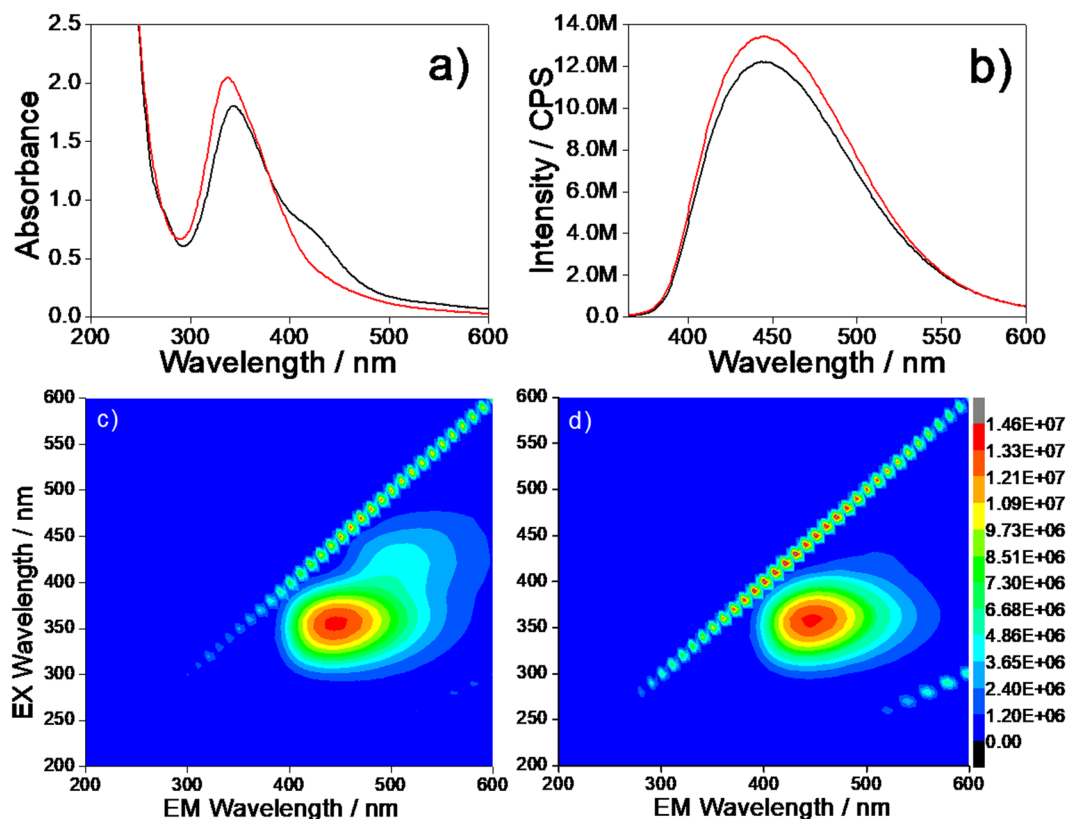 a)
2.5
2.0
1.5
1.0
0.5
0.0
Absorbance
200 300 400 500 600
Wavelength / nm
b)
14.0M
12.0M
10.0M
8.0M
6.0M
4.0M
2.0M
0.0
Intensity / CPS
400 450 500 550 600
Wavelength / nm
c)
600
550
500
450
400
350
300
250
200
EX Wavelength / nm
200 300 400 500 600
EM Wavelength / nm
d)
600
550
500
450
400
350
300
250
200
200 300 400 500 600
EM Wavelength / nm
1.46E+07
1.33E+07
1.21E+07
1.09E+07
9.73E+06
8.51E+06
7.30E+06
6.68E+06
4.86E+06
3.65E+06
2.40E+06
1.20E+06
0.00